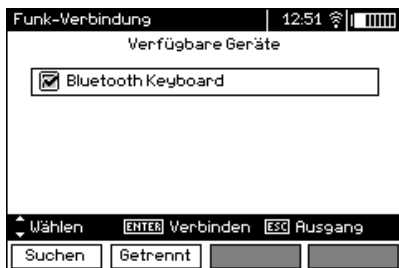 Funk-Verbindung 12:51
Verfügbare Geräte
Bluetooth Keyboard
Wählen ENTER Verbinden ESC Ausgang
Suchen Getrennt